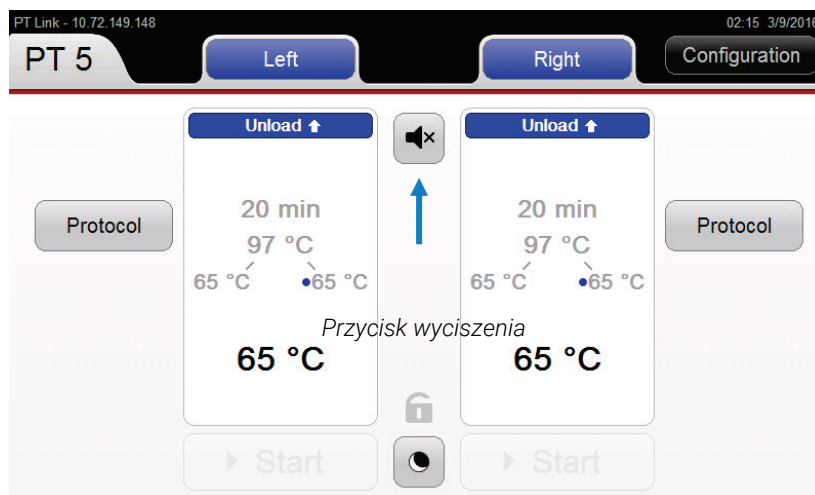 PT Link - 10.72.149.148
02:15 3/9/2016
PT 5
Left
Right
Configuration
Unload
Unload
Protocol
20 min
97 °C
65 °C
65 °C
20 min
97 °C
65 °C
65 °C
Protocol
Przycisk wyciszenia
65 °C
65 °C
Start
Start